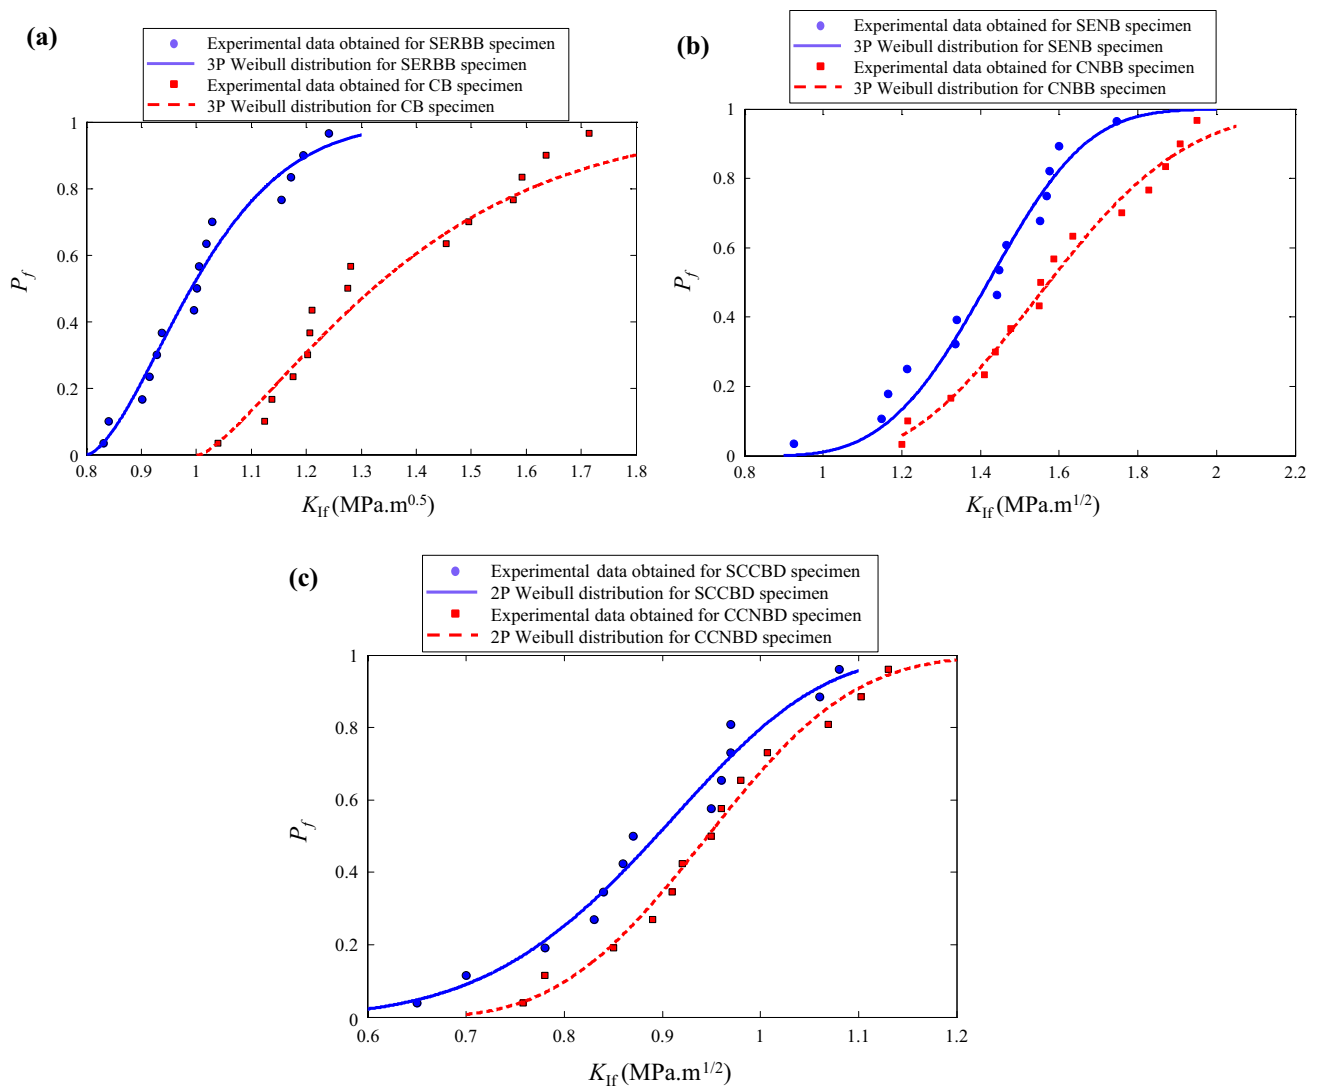 (a)
Experimental data obtained for SERBB specimen
3P Weibull distribution for SERBB specimen
Experimental data obtained for CB specimen
3P Weibull distribution for CB specimen
1
0.8
0.6
0.4
0.2
0
P_f
0.8 0.9 1 1.1 1.2 1.3 1.4 1.5 1.6 1.7 1.8
K_If (MPa.m^0.5)
(b)
Experimental data obtained for SENB specimen
3P Weibull distribution for SENB specimen
Experimental data obtained for CNBB specimen
3P Weibull distribution for CNBB specimen
1
0.8
0.6
0.4
0.2
0
P_f
0.8 1 1.2 1.4 1.6 1.8 2 2.2
K_If (MPa.m^1/2)
(c)
Experimental data obtained for SCCBD specimen
2P Weibull distribution for SCCBD specimen
Experimental data obtained for CCNBD specimen
2P Weibull distribution for CCNBD specimen
1
0.8
0.6
0.4
0.2
0
P_f
0.6 0.7 0.8 0.9 1 1.1 1.2
K_If (MPa.m^1/2)